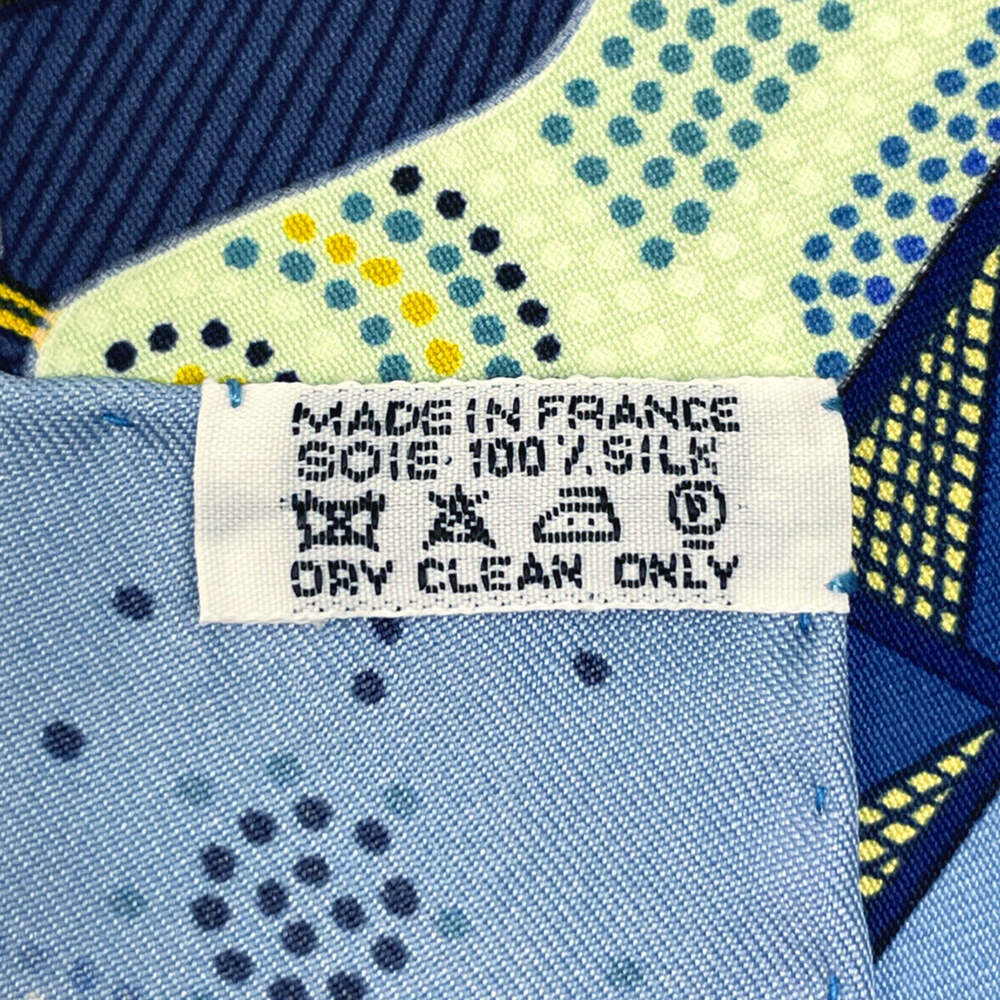 MADE IN FRANCE
SOIE 100% SILK
P
DRY CLEAN ONLY